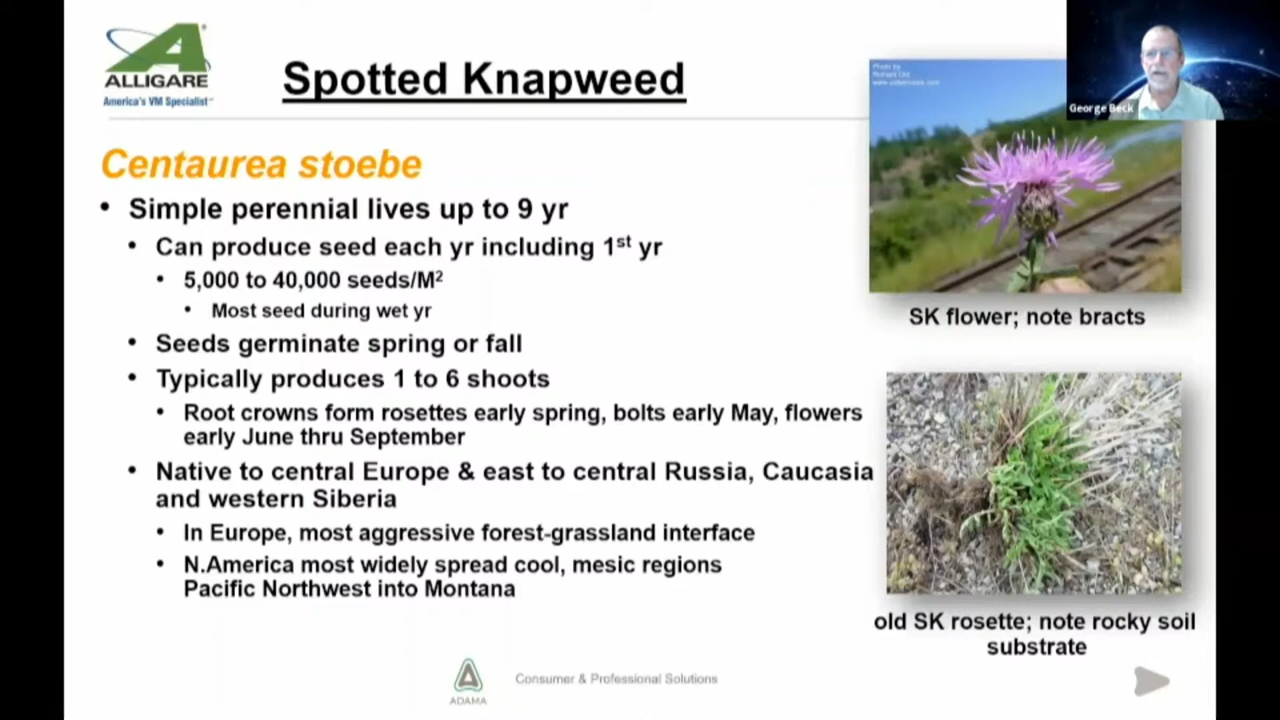 ALLIGARE
America's VM Specialist
Spotted Knapweed
George Beck
Photo by
Richard Old
Centaurea stoebe
• Simple perennial lives up to 9 yr
• Can produce seed each yr including 1st yr
• 5,000 to 40,000 seeds/M²
• Most seed during wet yr
• Seeds germinate spring or fall
• Typically produces 1 to 6 shoots
• Root crowns form rosettes early spring, bolts early May, flowers
early June thru September
• Native to central Europe & east to central Russia, Caucasia
and western Siberia
• In Europe, most aggressive forest-grassland interface
• N.America most widely spread cool, mesic regions
Pacific Northwest into Montana
SK flower; note bracts
old SK rosette; note rocky soil
substrate
ADAMA
Consumer & Professional Solutions